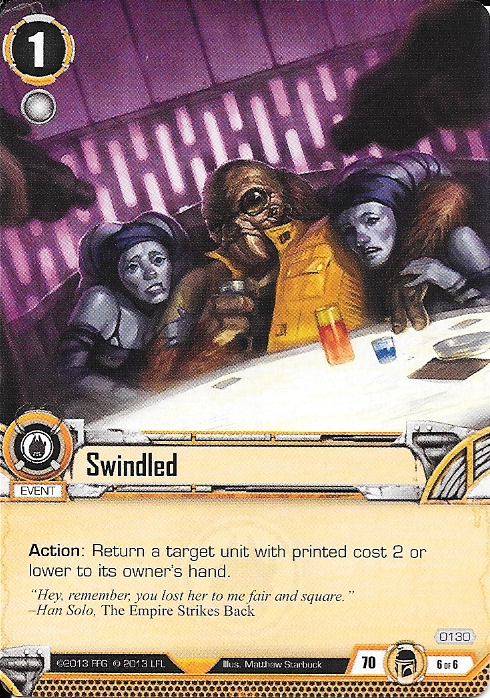 1
Swindled
EVENT
Action: Return a target unit with printed cost 2 or
lower to its owner's hand.
"Hey, remember, you lost her to me fair and square."
–Han Solo, The Empire Strikes Back
0130
©2013 FFG © 2013 LFL
Illus. Matthew Starbuck
70
6 OF 6